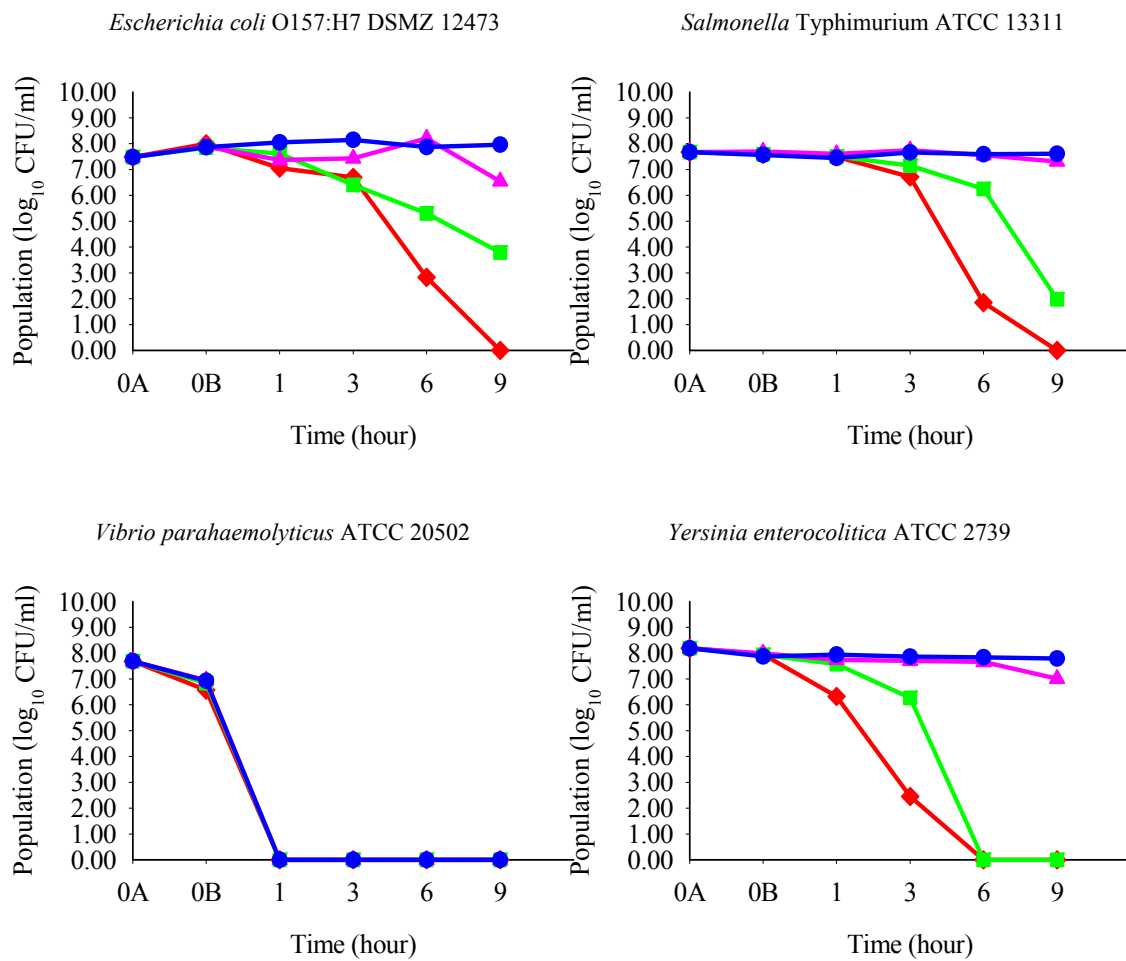 Escherichia coli O157:H7 DSMZ 12473
Population (log10 CFU/ml)
10.00
9.00
8.00
7.00
6.00
5.00
4.00
3.00
2.00
1.00
0.00
0A 0B 1 3 6 9
Time (hour)
Salmonella Typhimurium ATCC 13311
Population (log10 CFU/ml)
10.00
9.00
8.00
7.00
6.00
5.00
4.00
3.00
2.00
1.00
0.00
0A 0B 1 3 6 9
Time (hour)
Vibrio parahaemolyticus ATCC 20502
Population (log10 CFU/ml)
10.00
9.00
8.00
7.00
6.00
5.00
4.00
3.00
2.00
1.00
0.00
0A 0B 1 3 6 9
Time (hour)
Yersinia enterocolitica ATCC 2739
Population (log10 CFU/ml)
10.00
9.00
8.00
7.00
6.00
5.00
4.00
3.00
2.00
1.00
0.00
0A 0B 1 3 6 9
Time (hour)